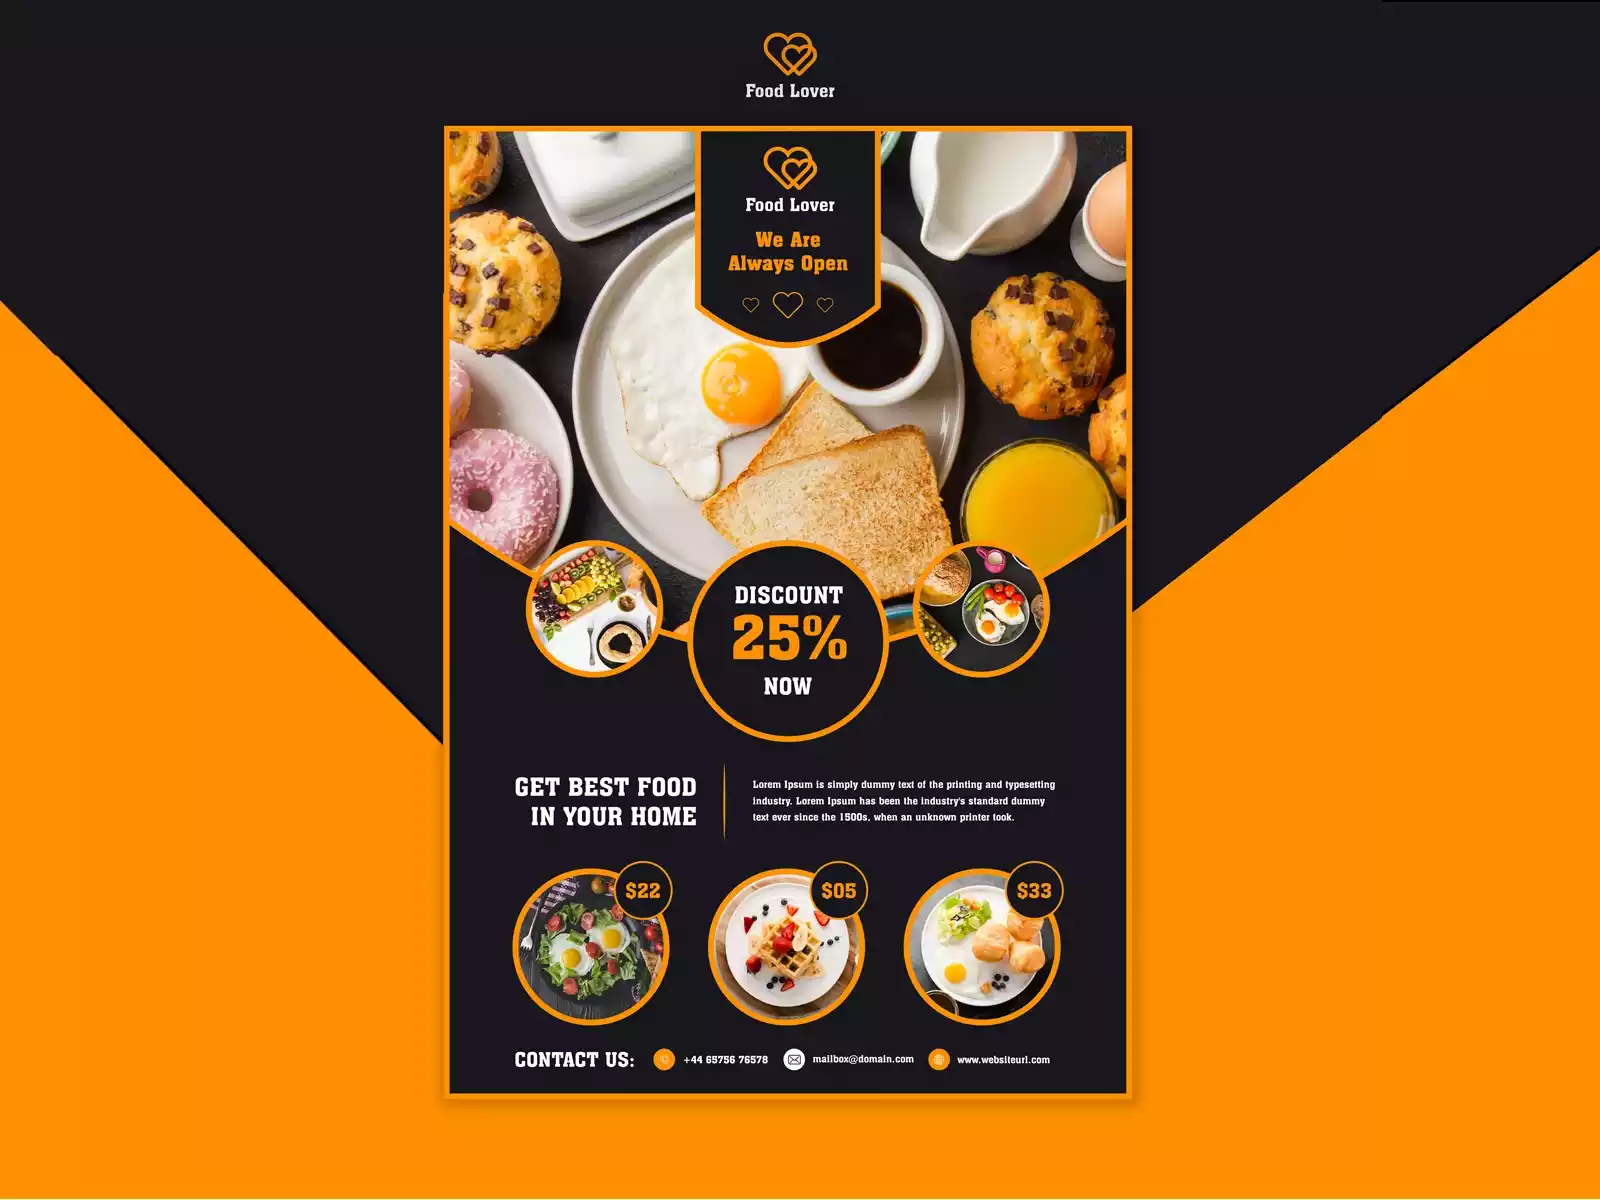 Food Lover
Food Lover
We Are
Always Open
DISCOUNT
25%
NOW
GET BEST FOOD
IN YOUR HOME
Lorem Ipsum is simply dummy text of the printing and typesetting
industry. Lorem Ipsum has been the industry's standard dummy
text ever since the 1500s, when an unknown printer took.
$22
$05
$33
CONTACT US:
+44 65756 76578
mailbox@domain.com
www.websiteurl.com